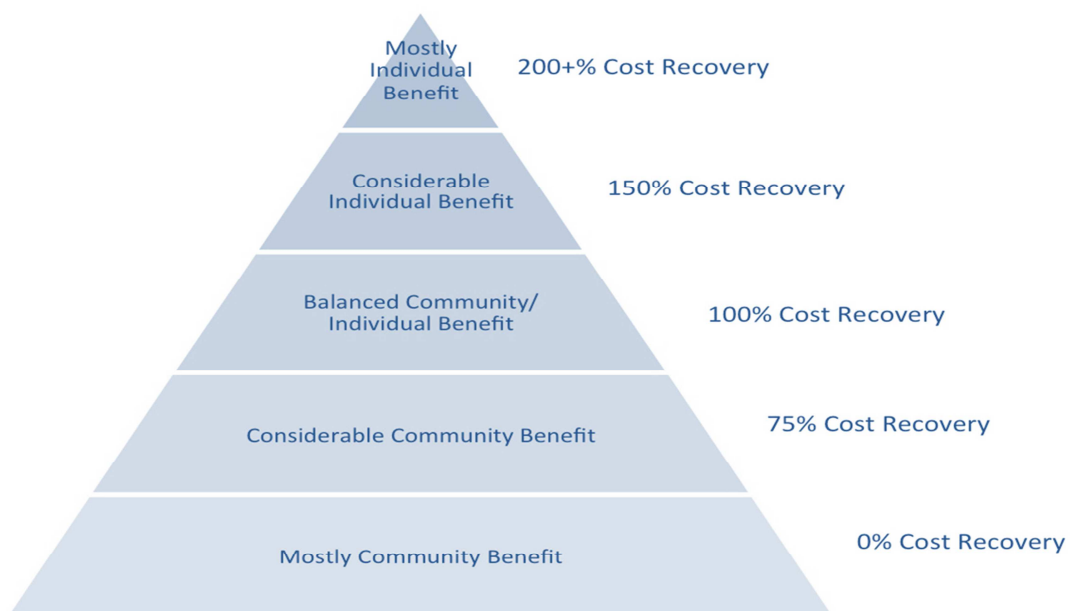 Mostly
Individual
Benefit
200+% Cost Recovery
Considerable
Individual Benefit
150% Cost Recovery
Balanced Community/
Individual Benefit
100% Cost Recovery
Considerable Community Benefit
75% Cost Recovery
Mostly Community Benefit
0% Cost Recovery